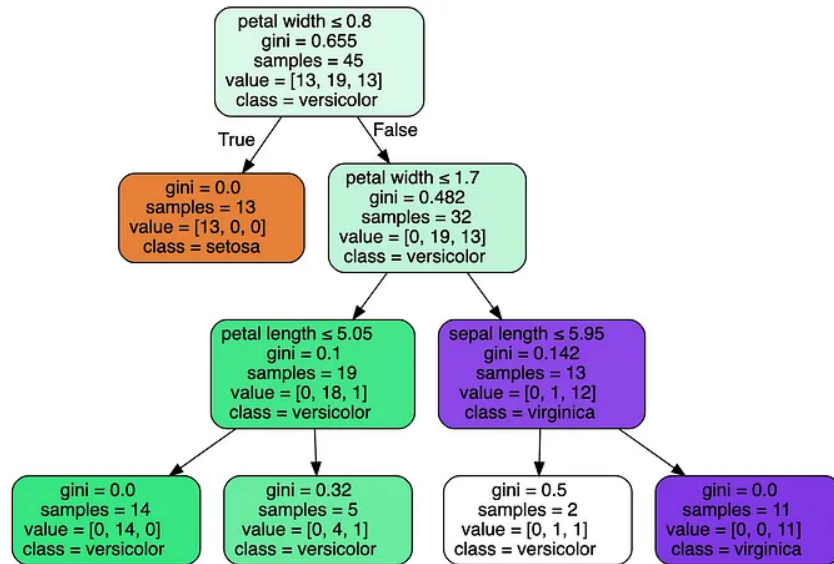 petal width ≤ 0.8
gini = 0.655
samples = 45
value = [13, 19, 13]
class = versicolor
True
False
gini = 0.0
samples = 13
value = [13, 0, 0]
class = setosa
petal width ≤ 1.7
gini = 0.482
samples = 32
value = [0, 19, 13]
class = versicolor
petal length ≤ 5.05
gini = 0.1
samples = 19
value = [0, 18, 1]
class = versicolor
sepal length ≤ 5.95
gini = 0.142
samples = 13
value = [0, 1, 12]
class = virginica
gini = 0.0
samples = 14
value = [0, 14, 0]
class = versicolor
gini = 0.32
samples = 5
value = [0, 4, 1]
class = versicolor
gini = 0.5
samples = 2
value = [0, 1, 1]
class = versicolor
gini = 0.0
samples = 11
value = [0, 0, 11]
class = virginica